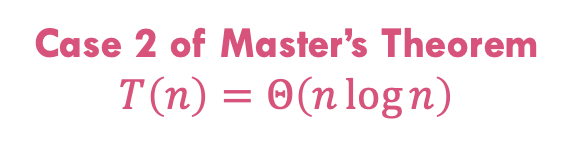 Case 2 of Master’s Theorem
T(n) = Θ(n log n)